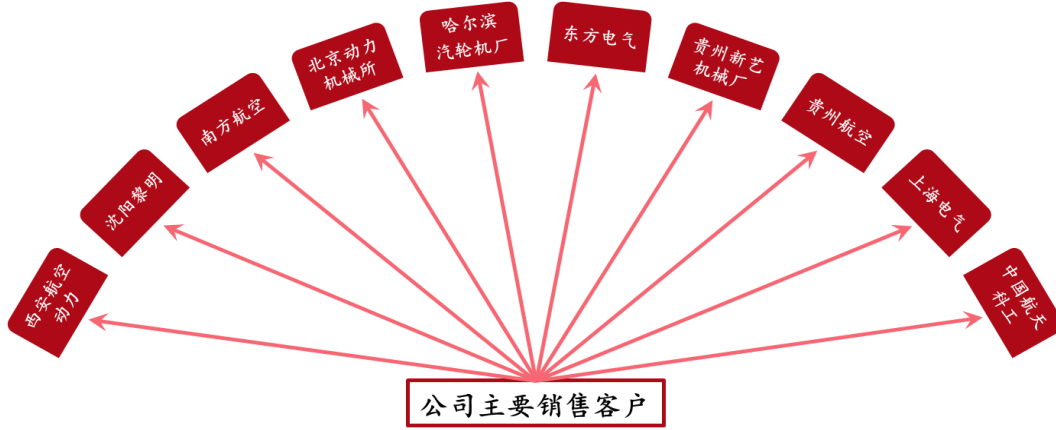 西安航空
动力
沈阳黎明
南方航空
北京动力
机械所
哈尔滨
汽轮机厂
东方电气
贵州新艺
机械厂
贵州航空
上海电气
中国航天
科工
公司主要销售客户